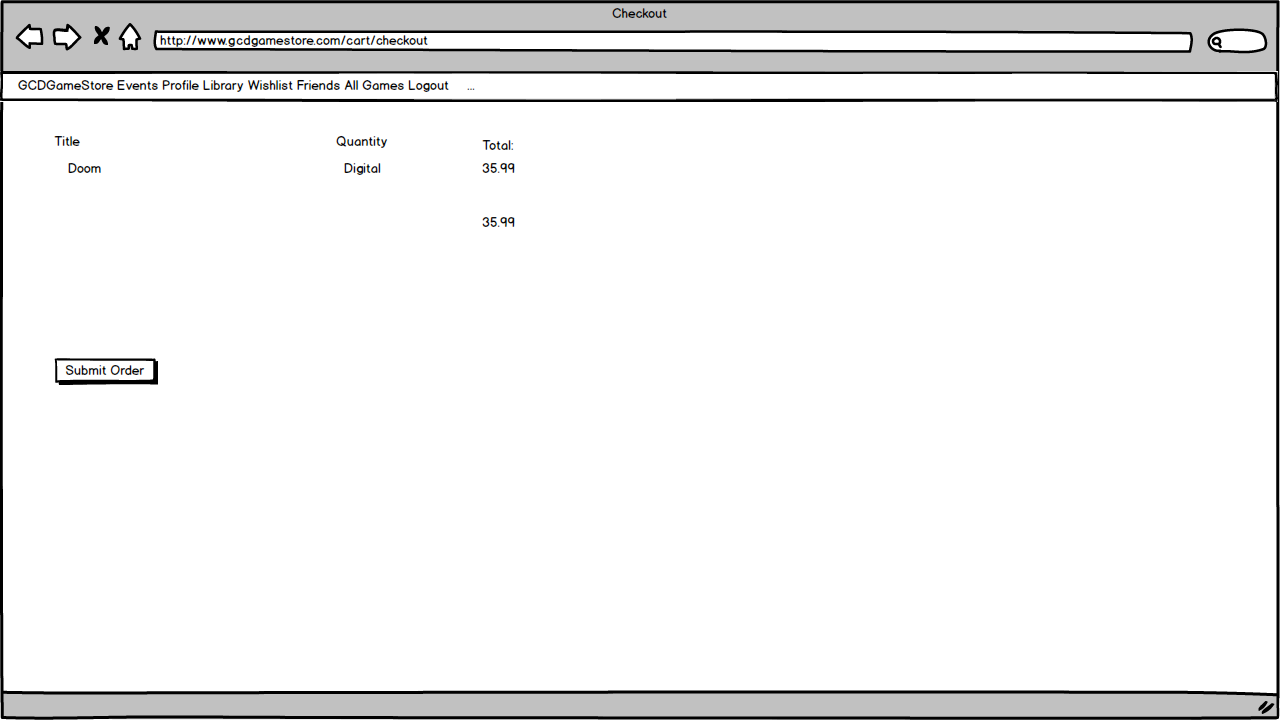 Checkout
http://www.gcdgamestore.com/cart/checkout
GCDGameStore Events Profile Library Wishlist Friends All Games Logout ...
Title Quantity Total:
Doom Digital 35.99
35.99
Submit Order